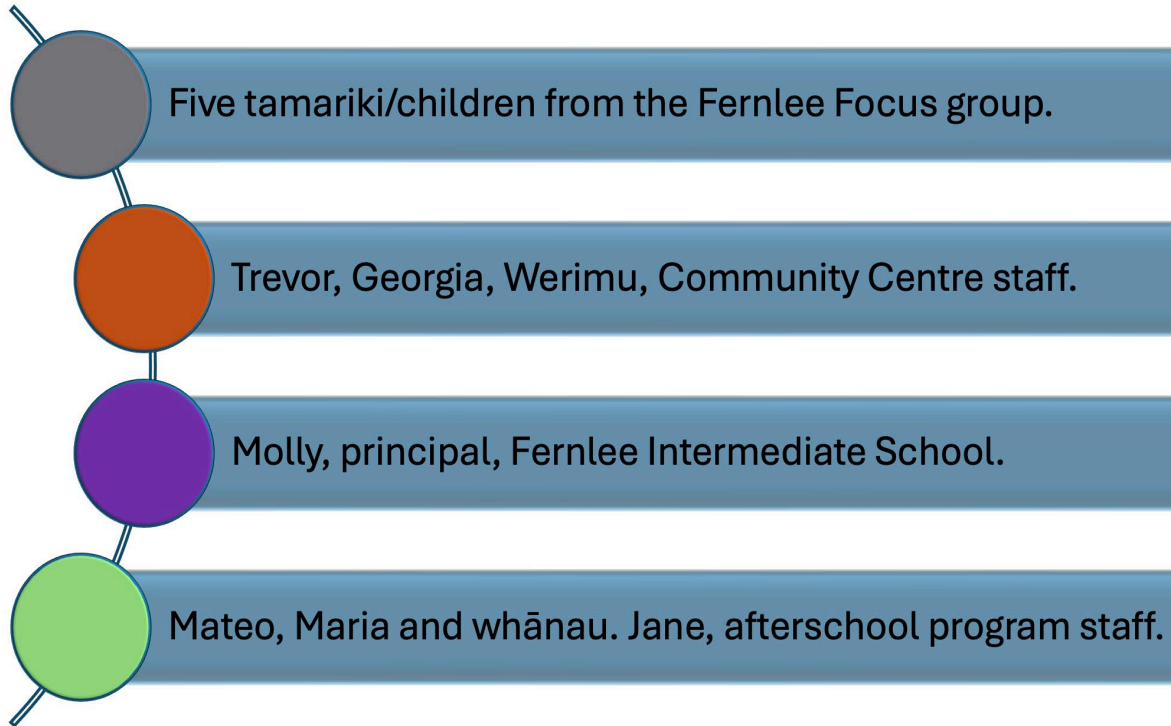 Five tamariki/children from the Fernlee Focus group.
Trevor, Georgia, Werimu, Community Centre staff.
Molly, principal, Fernlee Intermediate School.
Mateo, Maria and whānau. Jane, afterschool program staff.